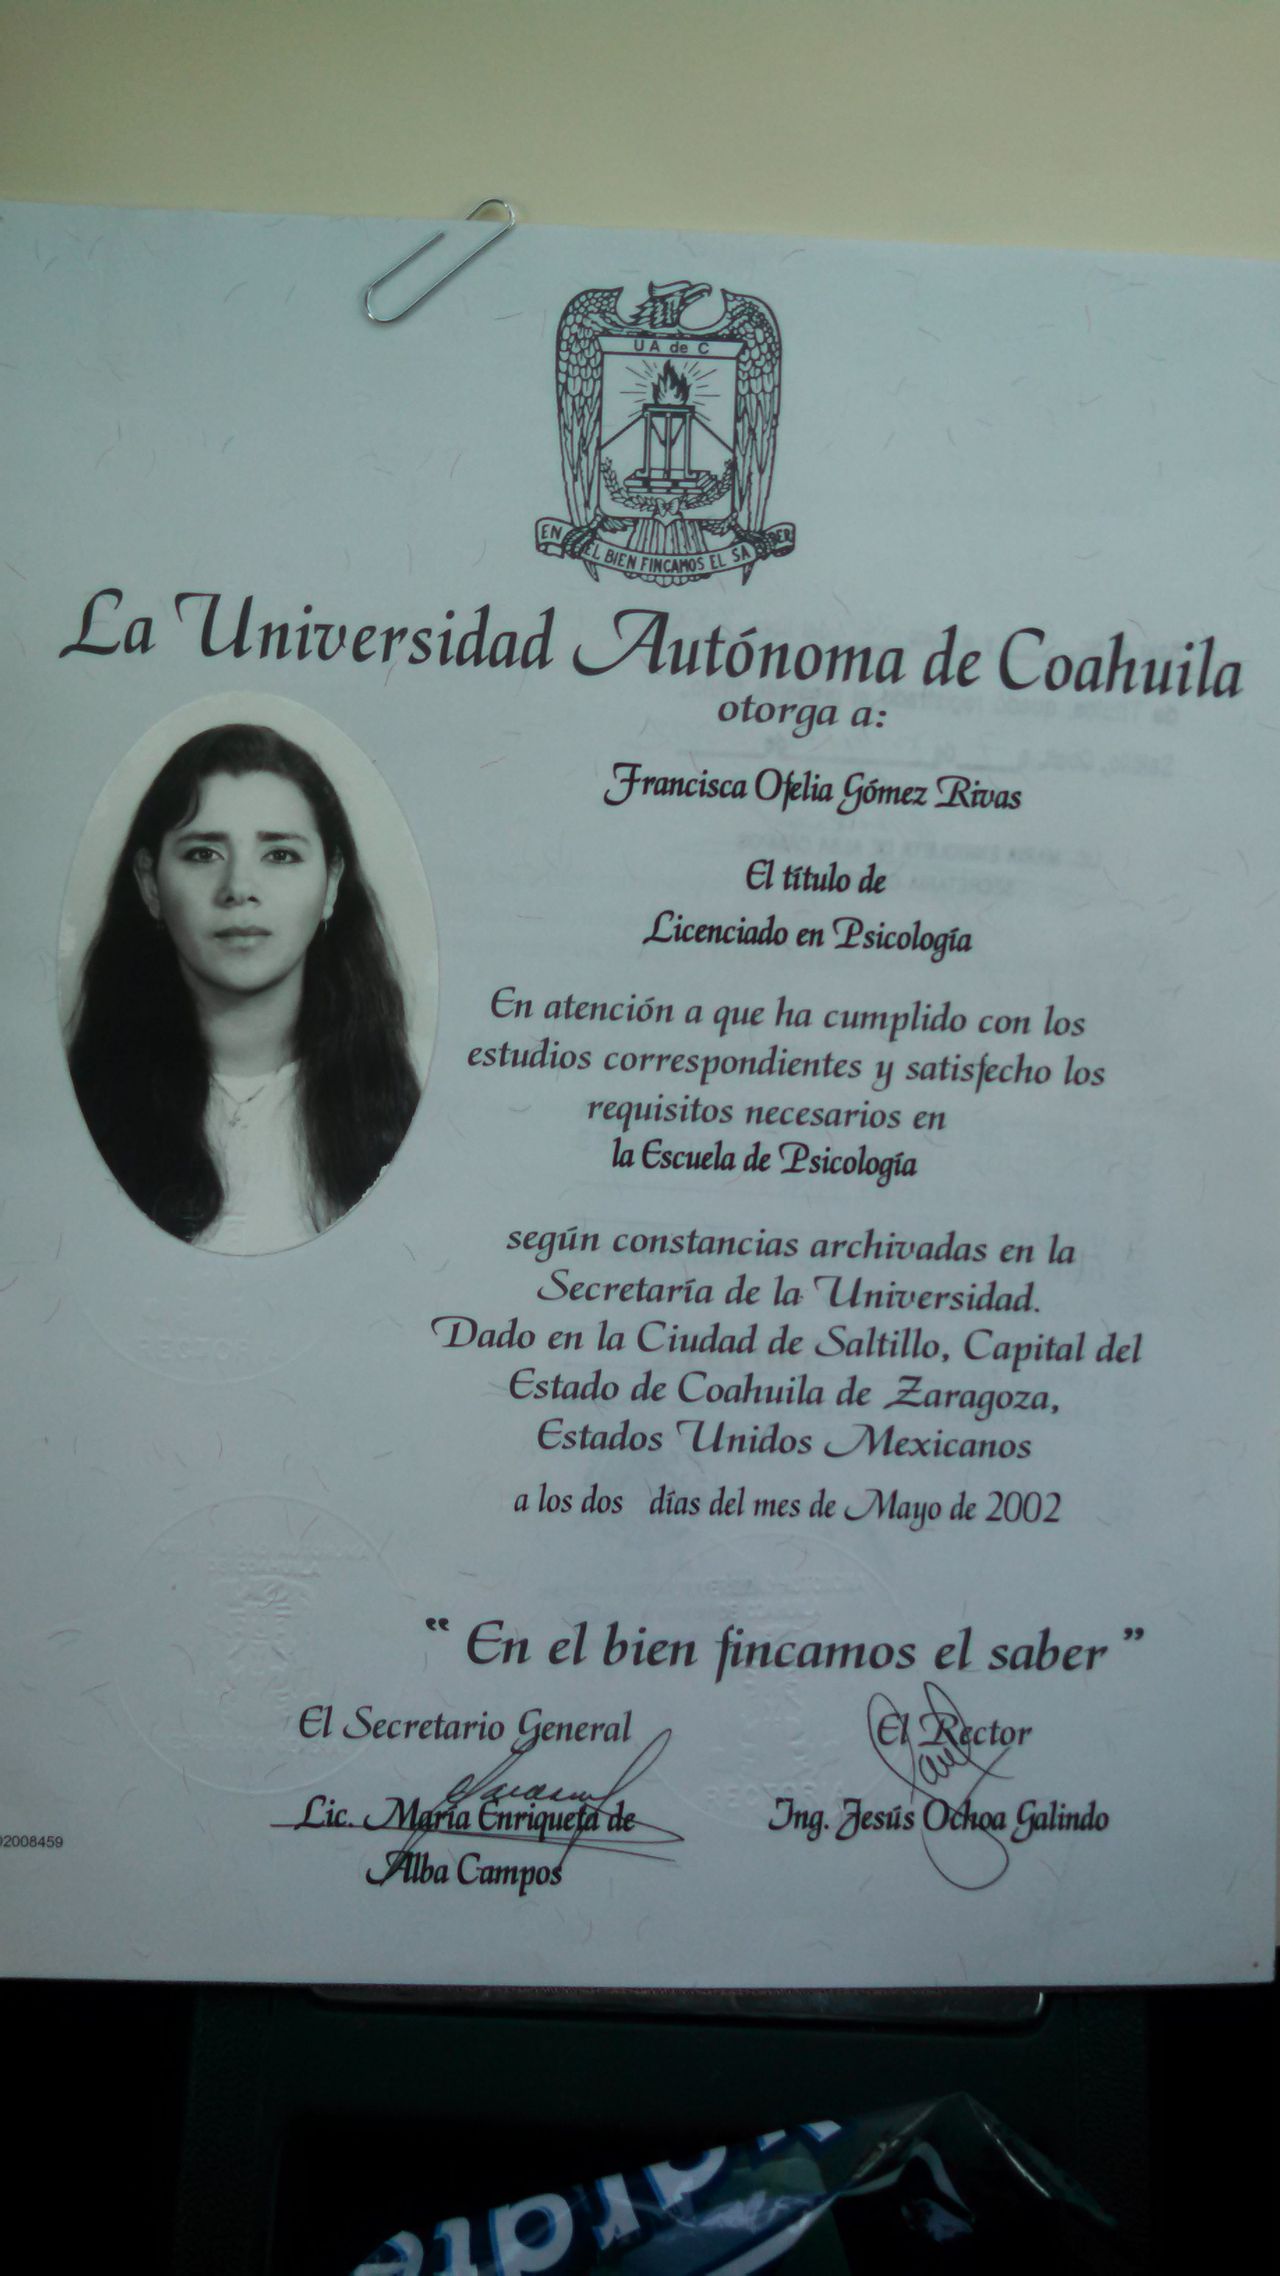 UA de C
EN EL BIEN FINCAMOS EL SABER
La Universidad Autónoma de Coahuila
otorga a:
Francisca Ofelia Gómez Rivas
El título de
Licenciado en Psicología
En atención a que ha cumplido con los
estudios correspondientes y satisfecho los
requisitos necesarios en
la Escuela de Psicología
según constancias archivadas en la
Secretaría de la Universidad.
Dado en la Ciudad de Saltillo, Capital del
Estado de Coahuila de Zaragoza,
Estados Unidos Mexicanos
a los dos días del mes de Mayo de 2002
“ En el bien fincamos el saber ”
El Secretario General
El Rector
Lic. María Enriqueta de
Alba Campos
Ing. Jesús Ochoa Galindo
02008459